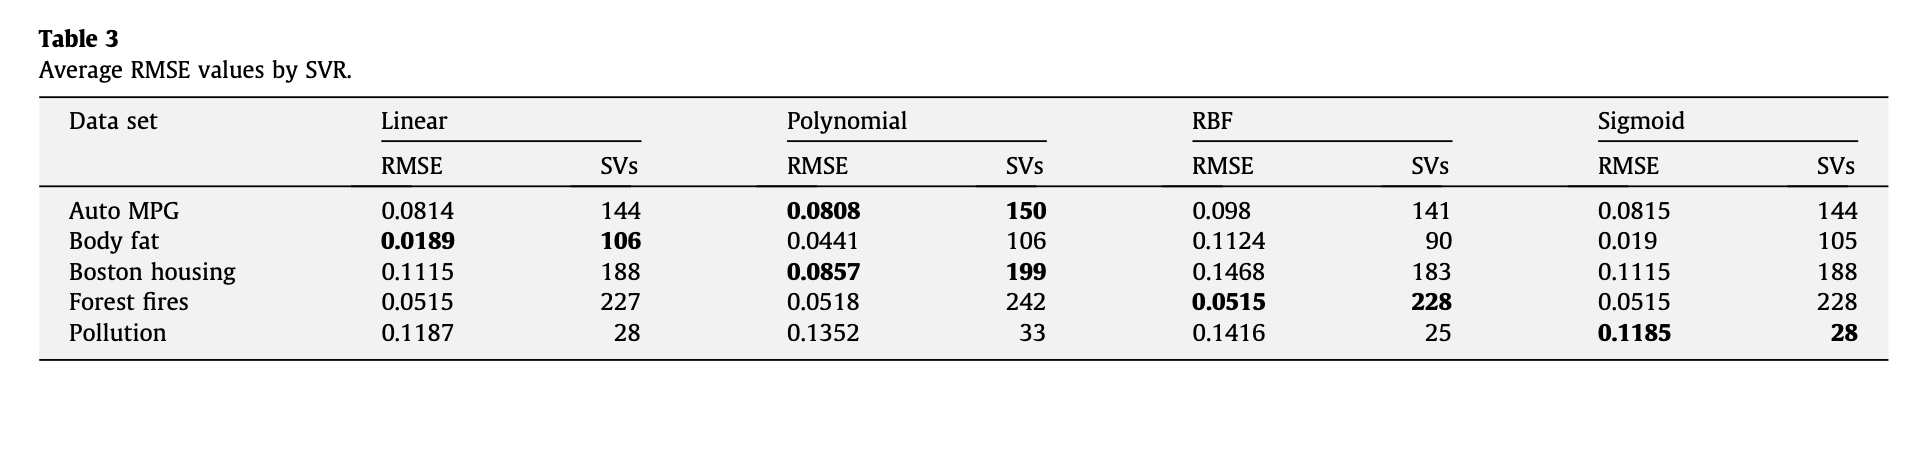 Table 3
Average RMSE values by SVR.
Data set Linear Polynomial RBF Sigmoid
RMSE SVs RMSE SVs RMSE SVs RMSE SVs
Auto MPG 0.0814 144 0.0808 150 0.098 141 0.0815 144
Body fat 0.0189 106 0.0441 106 0.1124 90 0.019 105
Boston housing 0.1115 188 0.0857 199 0.1468 183 0.1115 188
Forest fires 0.0515 227 0.0518 242 0.0515 228 0.0515 228
Pollution 0.1187 28 0.1352 33 0.1416 25 0.1185 28